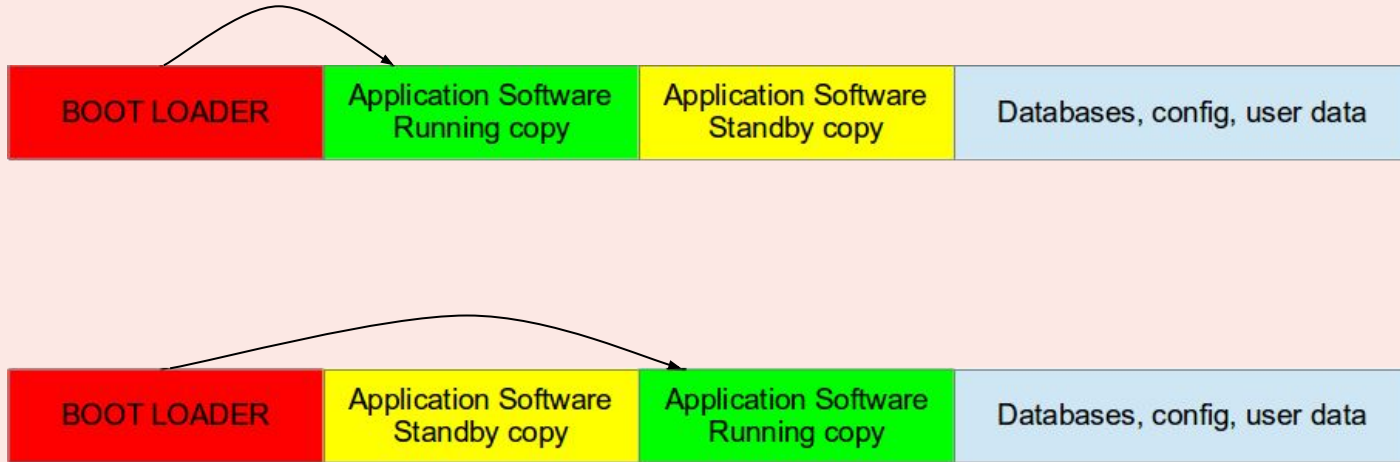 BOOT LOADER
Application Software
Running copy
Application Software
Standby copy
Databases, config, user data
BOOT LOADER
Application Software
Standby copy
Application Software
Running copy
Databases, config, user data